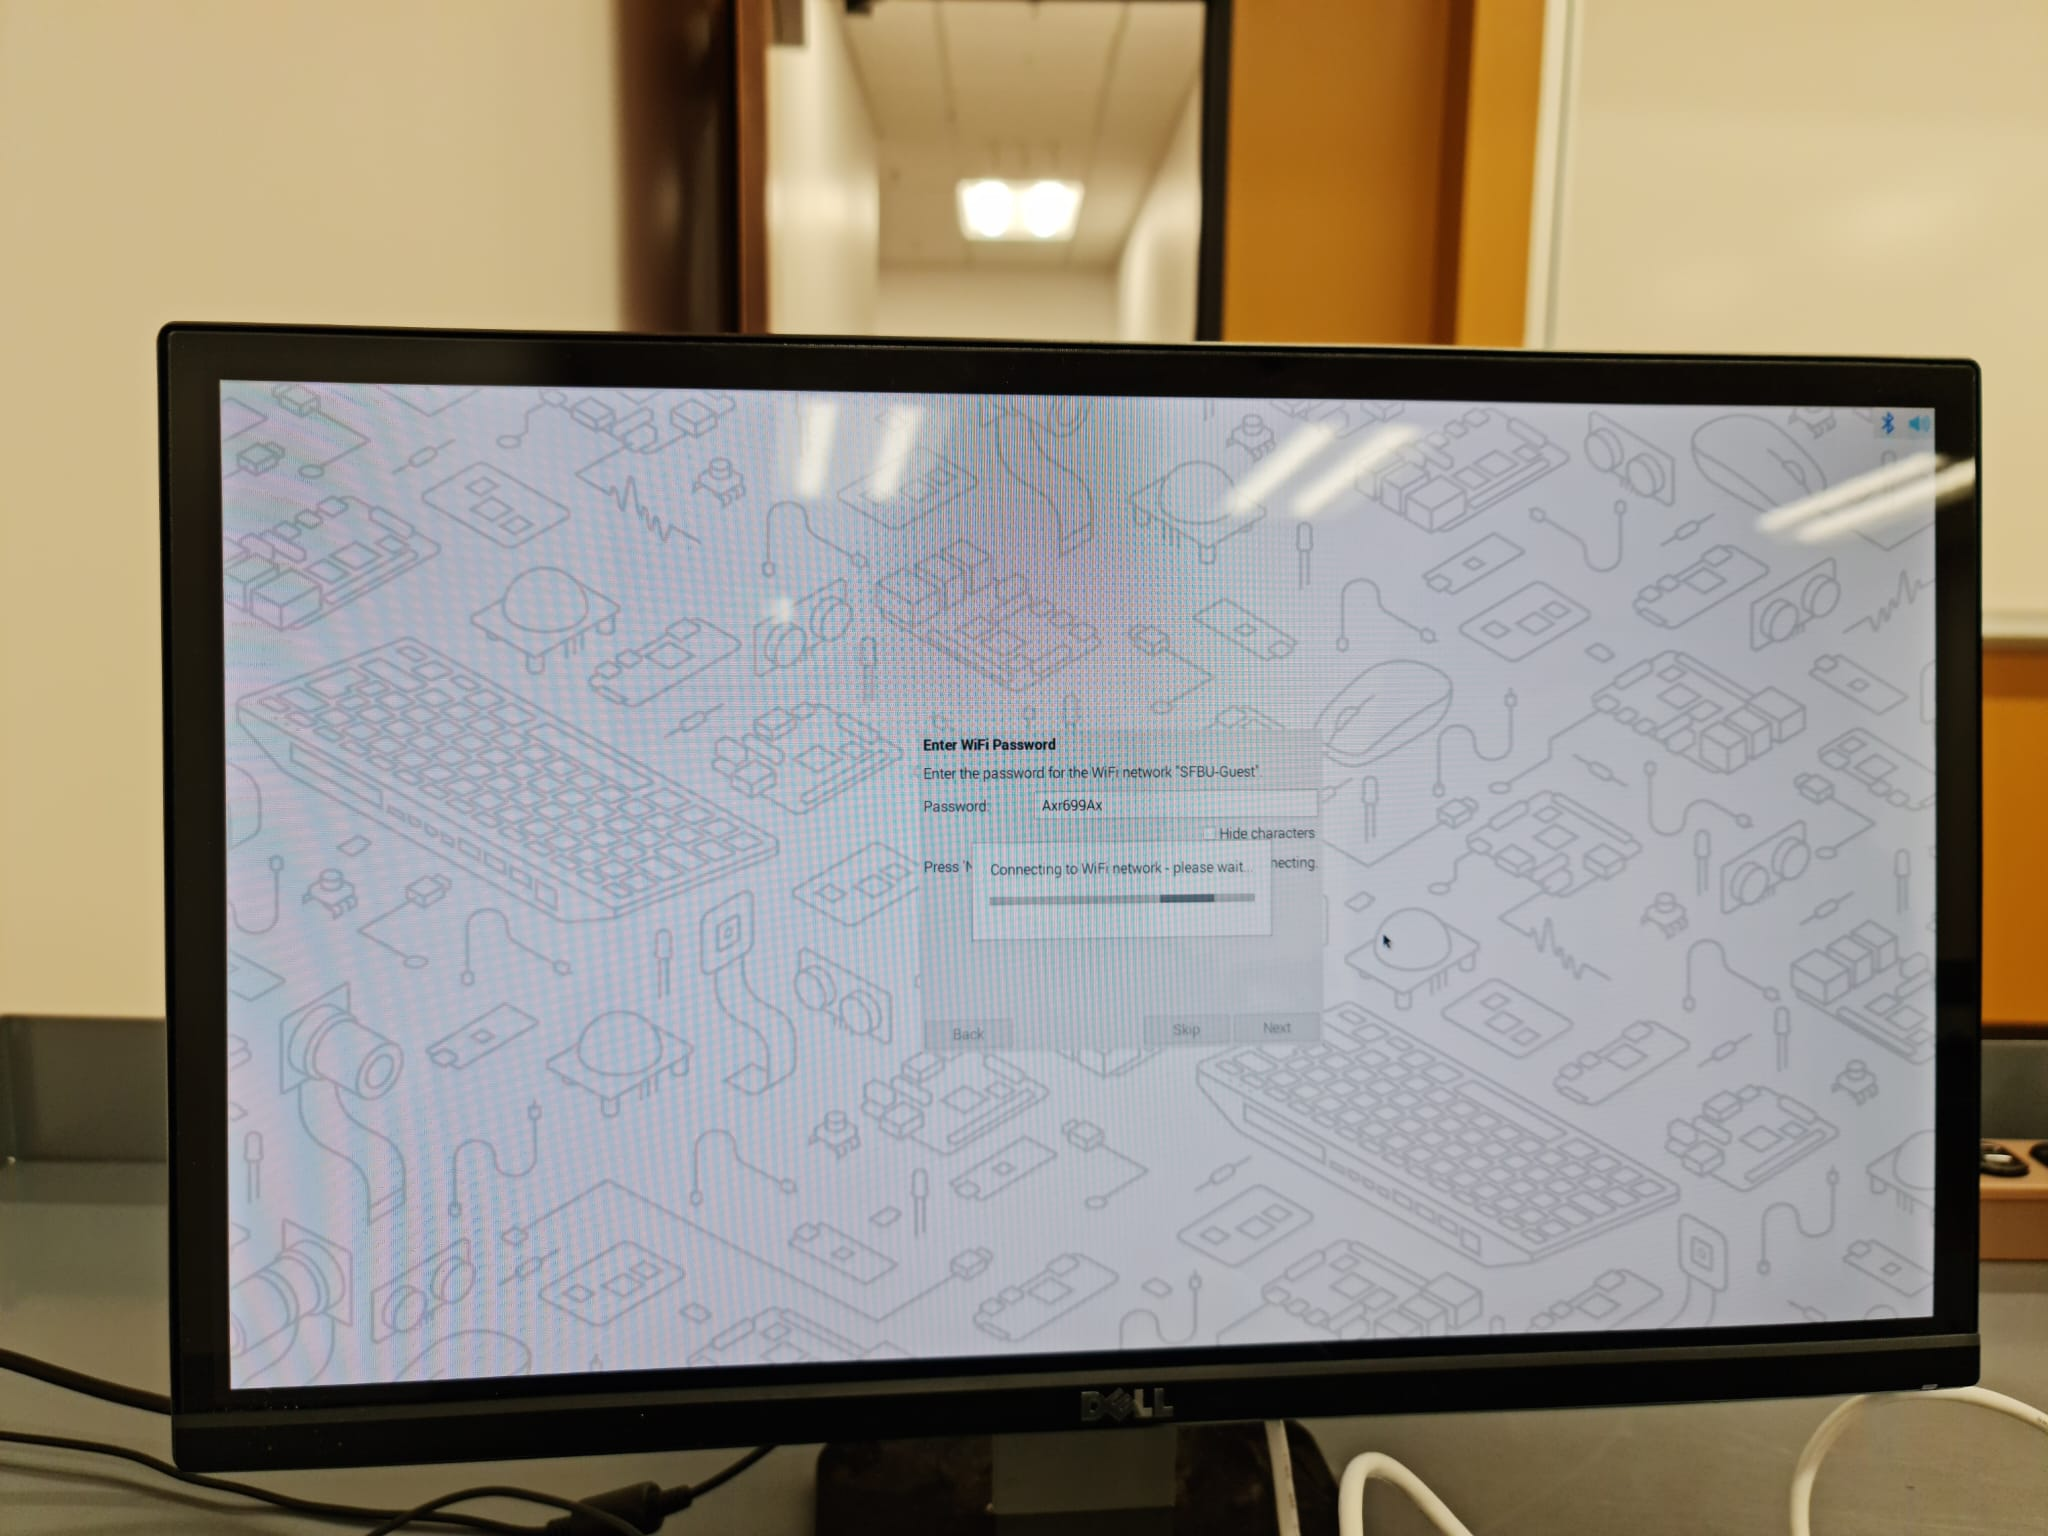 Enter WiFi Password
Enter the password for the WiFi network "SFBU-Guest".
Password: Axr699Ax
Hide characters
Press 'N
necting.
Connecting to WiFi network - please wait...
Back Skip Next
DELL